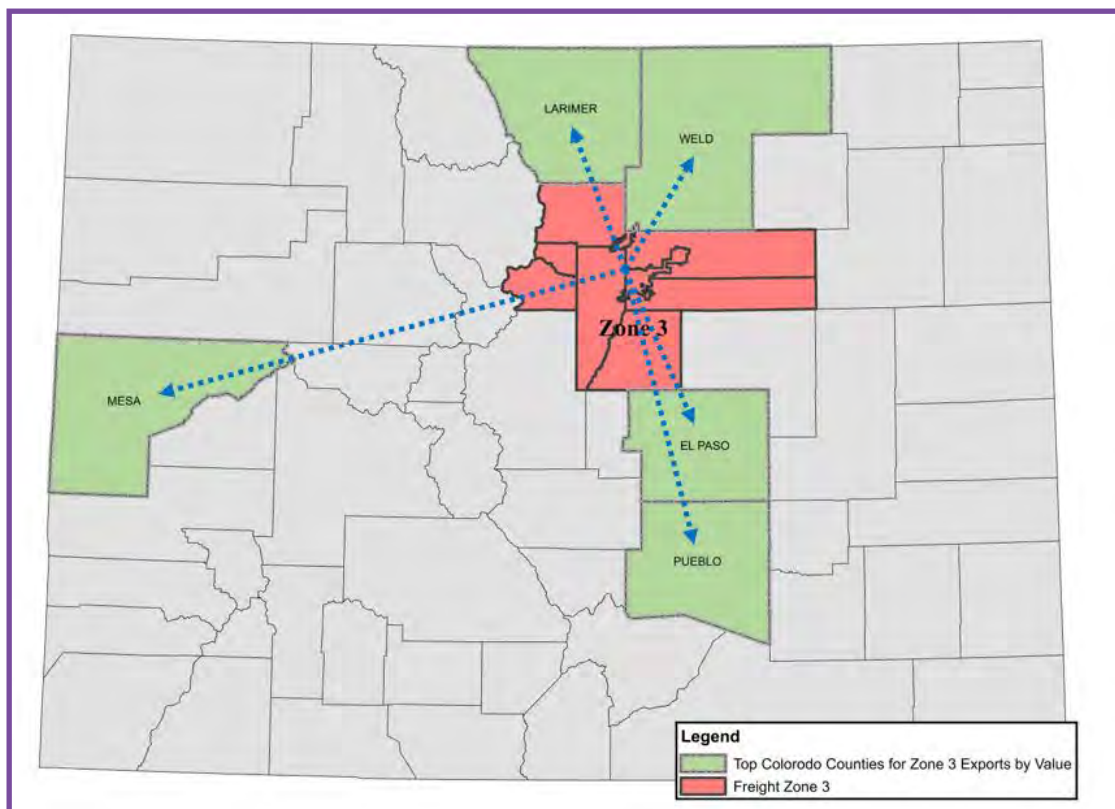 LARIMER
WELD
Zone 3
MESA
EL PASO
PUEBLO
Legend
Top Colorodo Counties for Zone 3 Exports by Value
Freight Zone 3